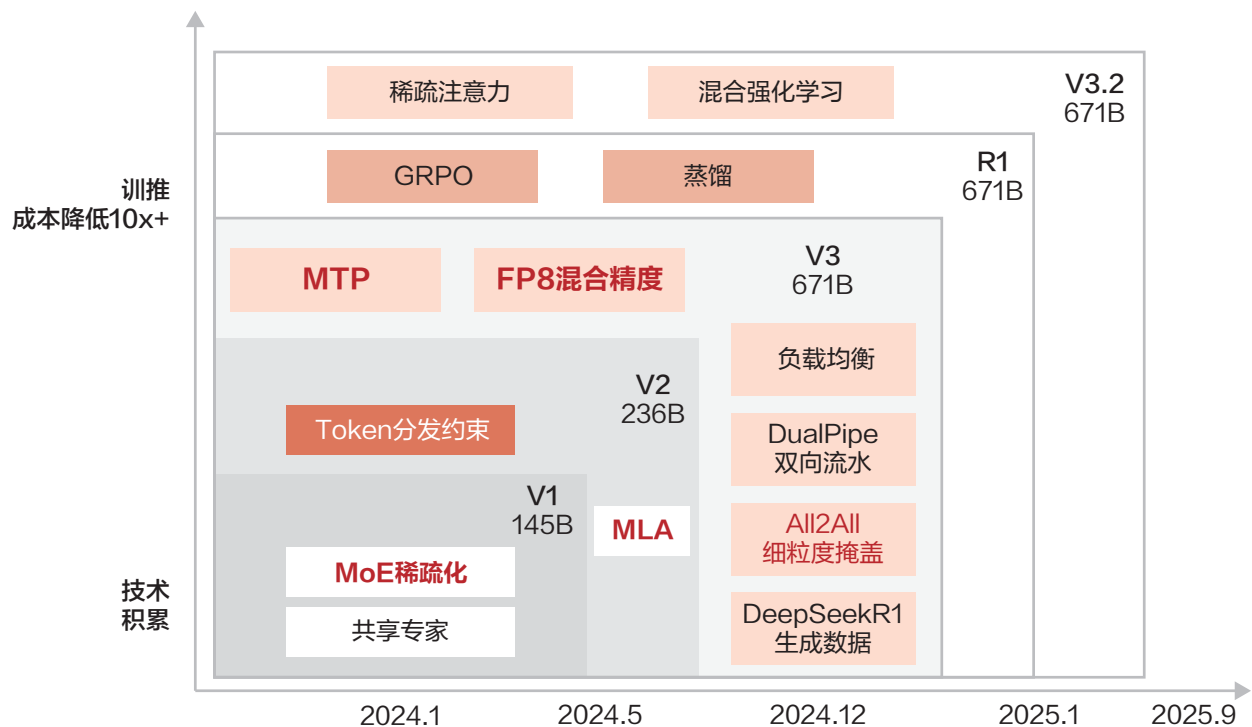 稀疏注意力
混合强化学习
V3.2
671B
GRPO
蒸馏
R1
671B
训推
成本降低10x+
MTP
FP8混合精度
V3
671B
负载均衡
V2
236B
Token分发约束
DualPipe
双向流水
V1
145B
MLA
All2All
细粒度掩盖
MoE稀疏化
共享专家
技术
积累
DeepSeekR1
生成数据
2024.1
2024.5
2024.12
2025.1
2025.9